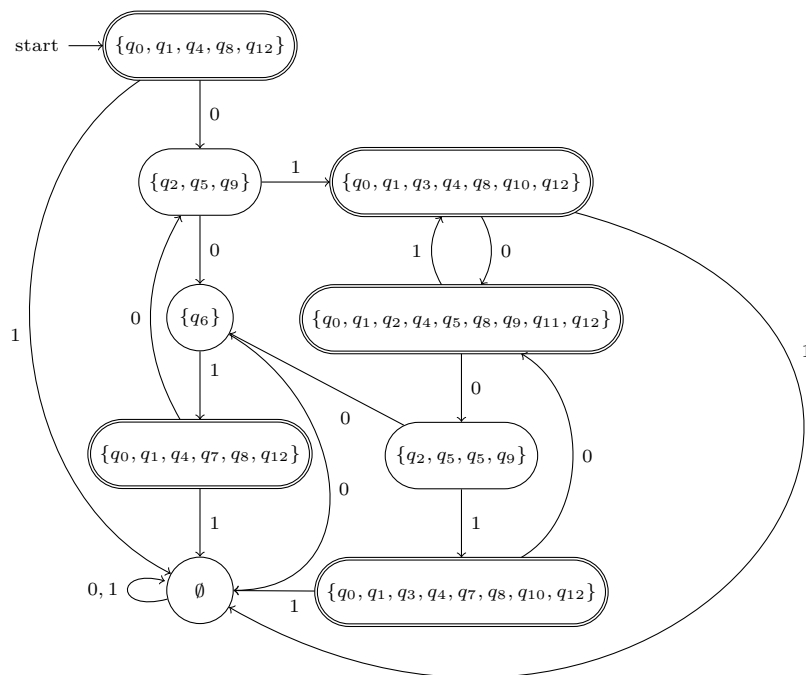 start
{q0, q1, q4, q8, q12}
0
{q2, q5, q9}
1
{q0, q1, q3, q4, q8, q10, q12}
0
1
0
{q6}
{q0, q1, q2, q4, q5, q8, q9, q11, q12}
1
0
1
1
0
0
{q0, q1, q4, q7, q8, q12}
{q2, q5, q5, q9}
0
0
1
1
0, 1
∅
1
{q0, q1, q3, q4, q7, q8, q10, q12}